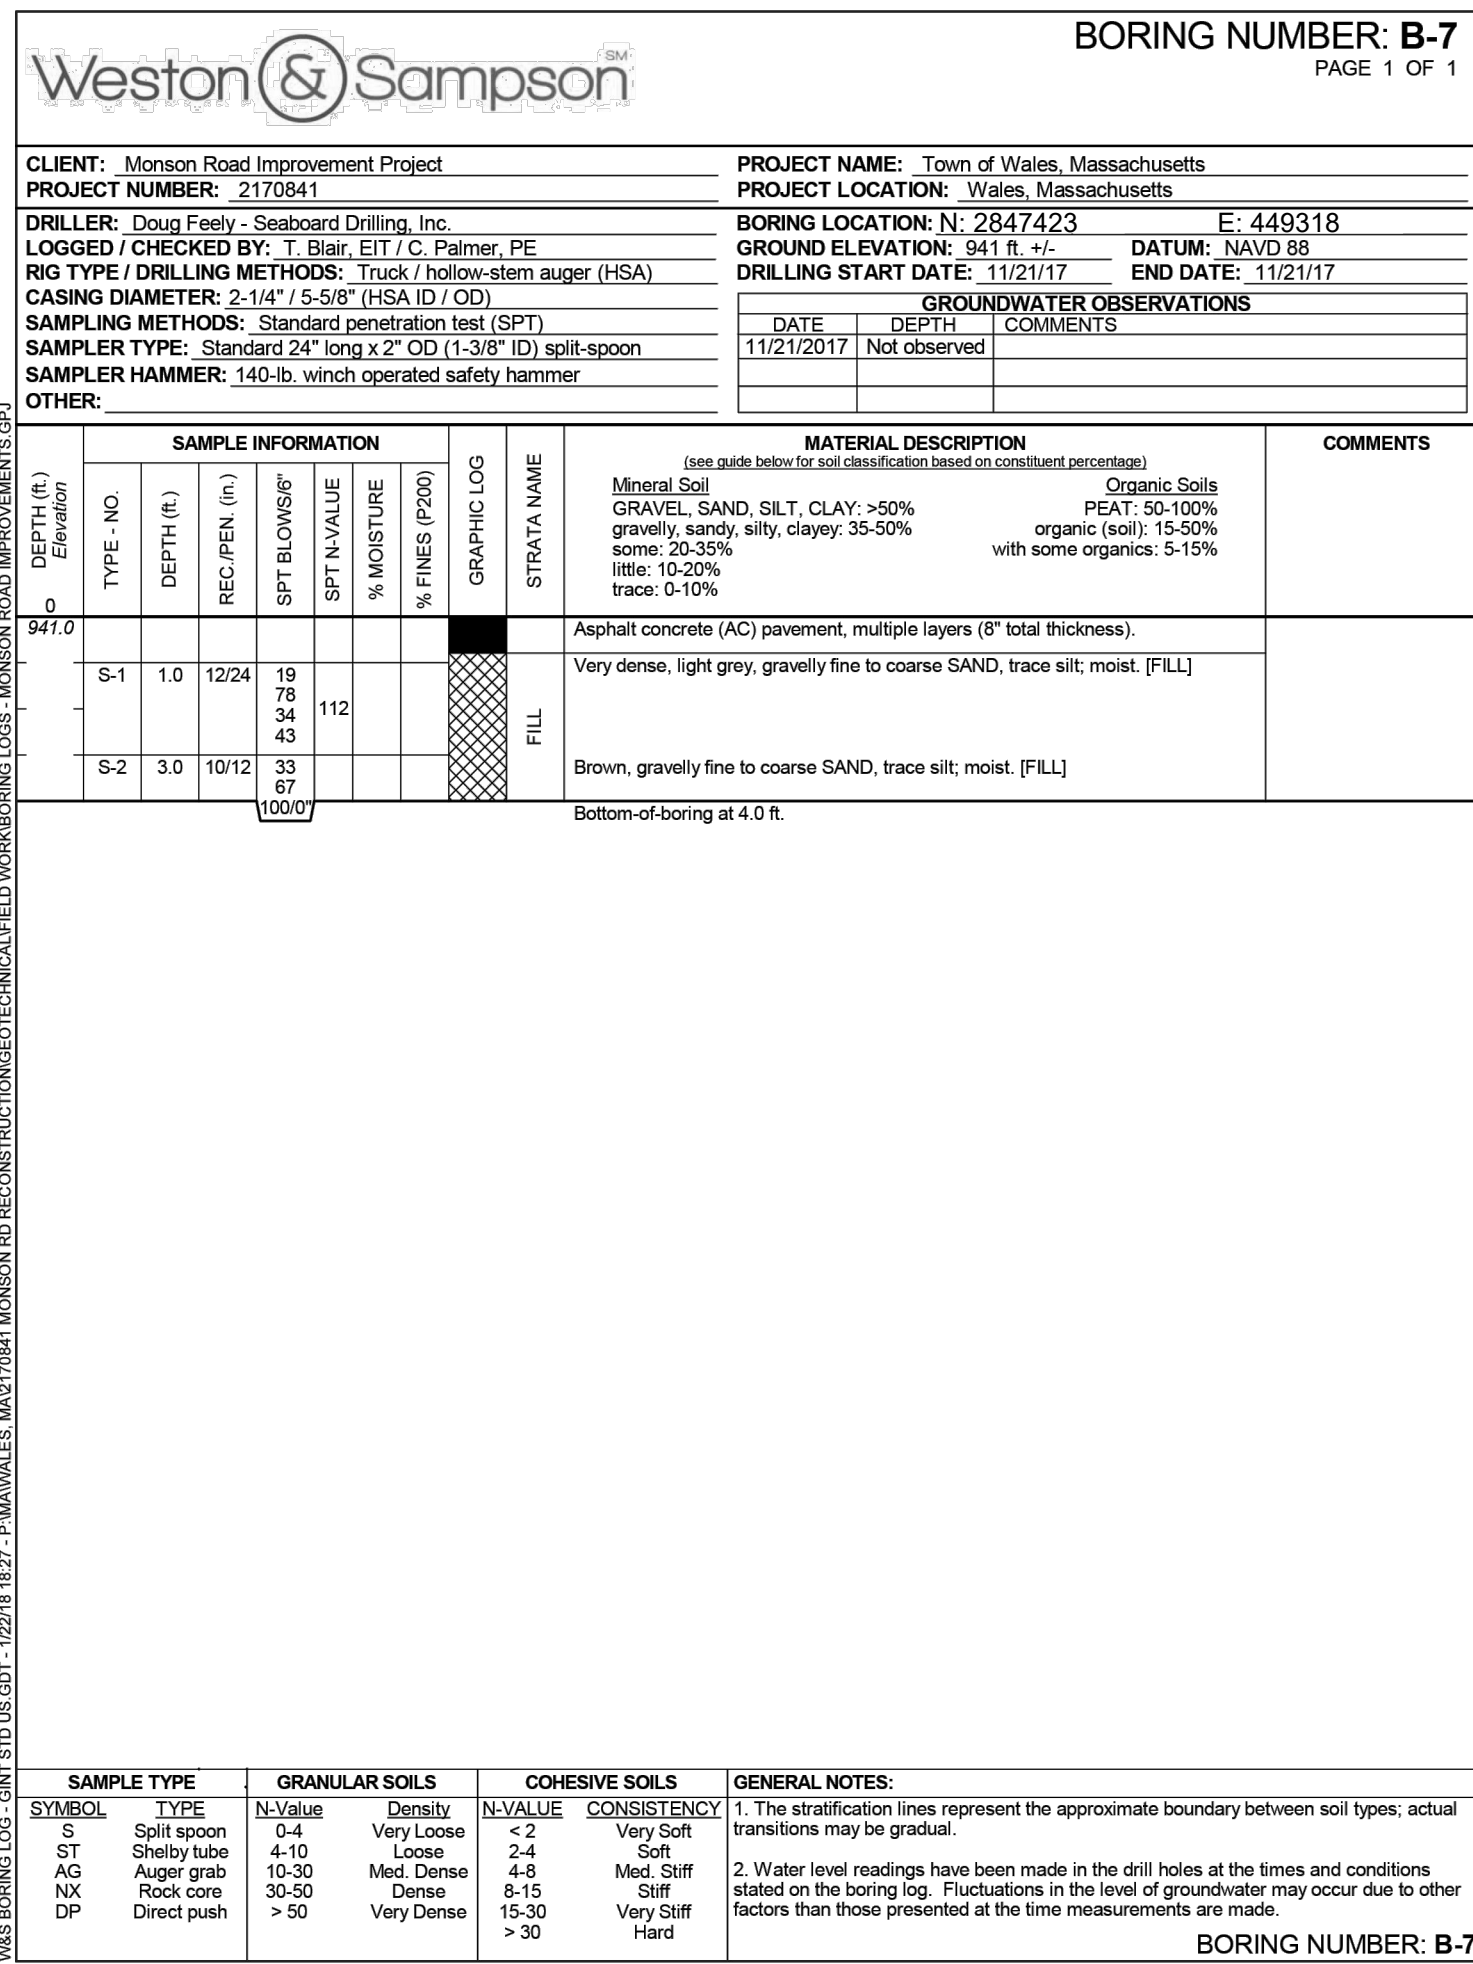 BORING NUMBER: B-7
PAGE 1 OF 1
Weston & Sampson SM
CLIENT: Monson Road Improvement Project
PROJECT NUMBER: 2170841
PROJECT NAME: Town of Wales, Massachusetts
PROJECT LOCATION: Wales, Massachusetts
DRILLER: Doug Feely - Seaboard Drilling, Inc.
LOGGED / CHECKED BY: T. Blair, EIT / C. Palmer, PE
RIG TYPE / DRILLING METHODS: Truck / hollow-stem auger (HSA)
CASING DIAMETER: 2-1/4" / 5-5/8" (HSA ID / OD)
SAMPLING METHODS: Standard penetration test (SPT)
SAMPLER TYPE: Standard 24" long x 2" OD (1-3/8" ID) split-spoon
SAMPLER HAMMER: 140-lb. winch operated safety hammer
OTHER:
BORING LOCATION: N: 2847423 E: 449318
GROUND ELEVATION: 941 ft. +/- DATUM: NAVD 88
DRILLING START DATE: 11/21/17 END DATE: 11/21/17
GROUNDWATER OBSERVATIONS
DATE DEPTH COMMENTS
11/21/2017 Not observed
DEPTH (ft.)
Elevation
0
SAMPLE INFORMATION
TYPE - NO.
DEPTH (ft.)
REC./PEN. (in.)
SPT BLOWS/6"
SPT N-VALUE
% MOISTURE
% FINES (P200)
GRAPHIC LOG
STRATA NAME
MATERIAL DESCRIPTION
(see guide below for soil classification based on constituent percentage)
Mineral Soil Organic Soils
GRAVEL, SAND, SILT, CLAY: >50% PEAT: 50-100%
gravelly, sandy, silty, clayey: 35-50% organic (soil): 15-50%
some: 20-35% with some organics: 5-15%
little: 10-20%
trace: 0-10%
COMMENTS
941.0
Asphalt concrete (AC) pavement, multiple layers (8" total thickness).
S-1 1.0 12/24 19
78
34
43
112
FILL
Very dense, light grey, gravelly fine to coarse SAND, trace silt; moist. [FILL]
S-2 3.0 10/12 33
67
100/0"
Brown, gravelly fine to coarse SAND, trace silt; moist. [FILL]
Bottom-of-boring at 4.0 ft.
W&S BORING LOG - GINT STD US.GDT - 1/22/18 18:27 - P:\MA\WALES, MA\2170841 MONSON RD RECONSTRUCTION\GEOTECHNICAL\FIELD WORK\BORING LOGS - MONSON ROAD IMPROVEMENTS.GPJ
SAMPLE TYPE
SYMBOL TYPE
S Split spoon
ST Shelby tube
AG Auger grab
NX Rock core
DP Direct push
GRANULAR SOILS
N-Value Density
0-4 Very Loose
4-10 Loose
10-30 Med. Dense
30-50 Dense
> 50 Very Dense
COHESIVE SOILS
N-VALUE CONSISTENCY
< 2 Very Soft
2-4 Soft
4-8 Med. Stiff
8-15 Stiff
15-30 Very Stiff
> 30 Hard
GENERAL NOTES:
1. The stratification lines represent the approximate boundary between soil types; actual
transitions may be gradual.
2. Water level readings have been made in the drill holes at the times and conditions
stated on the boring log. Fluctuations in the level of groundwater may occur due to other
factors than those presented at the time measurements are made.
BORING NUMBER: B-7